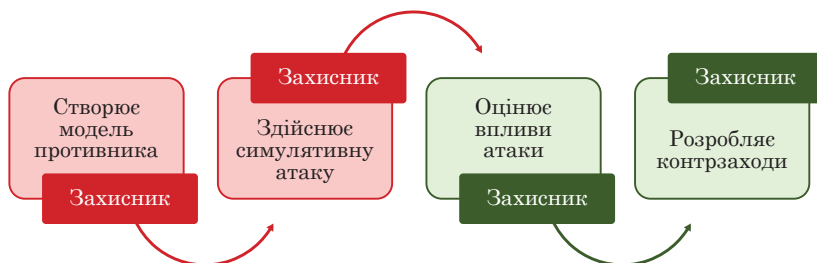 Створює
модель
противника
Захисник
Захисник
Здійснює
симулятивну
атаку
Оцінює
впливи
атаки
Захисник
Захисник
Розробляє
контрзаходи